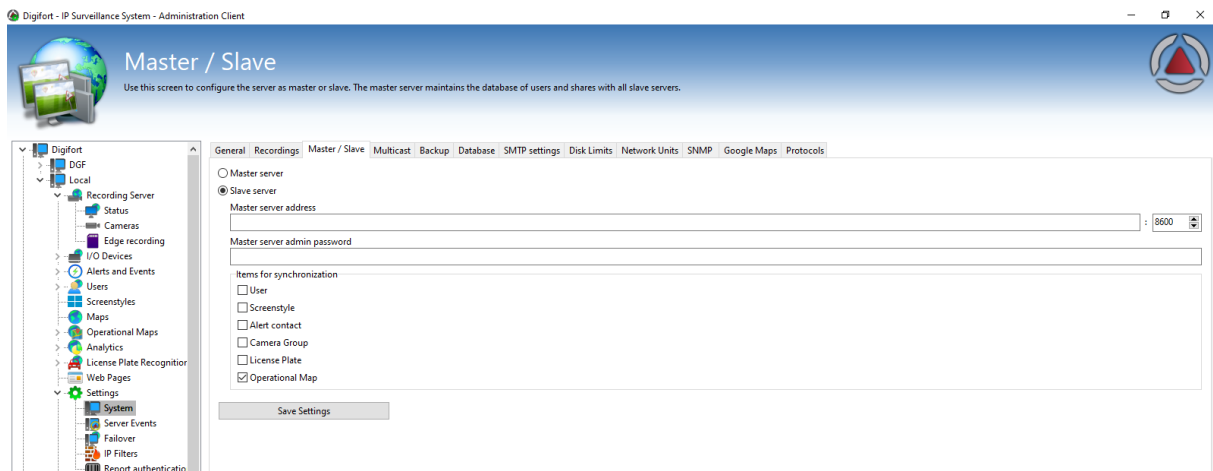 Digifort - IP Surveillance System - Administration Client
Master / Slave
Use this screen to configure the server as master or slave. The master server maintains the database of users and shares with all slave servers.
Digifort
DGF
Local
Recording Server
Status
Cameras
Edge recording
I/O Devices
Alerts and Events
Users
Screenstyles
Maps
Operational Maps
Analytics
License Plate Recognition
Web Pages
Settings
System
Server Events
Failover
IP Filters
Report authenticatio
General Recordings Master / Slave Multicast Backup Database SMTP settings Disk Limits Network Units SNMP Google Maps Protocols
Master server
Slave server
Master server address
: 8600
Master server admin password
Items for synchronization
User
Screenstyle
Alert contact
Camera Group
License Plate
Operational Map
Save Settings